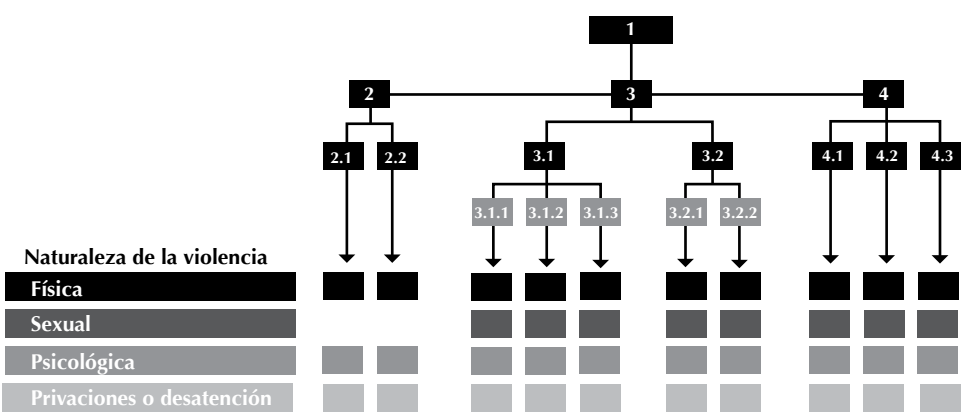 1
2 3 4
2.1 2.2 3.1 3.2 4.1 4.2 4.3
3.1.1 3.1.2 3.1.3 3.2.1 3.2.2
Naturaleza de la violencia
Física
Sexual
Psicológica
Privaciones o desatención